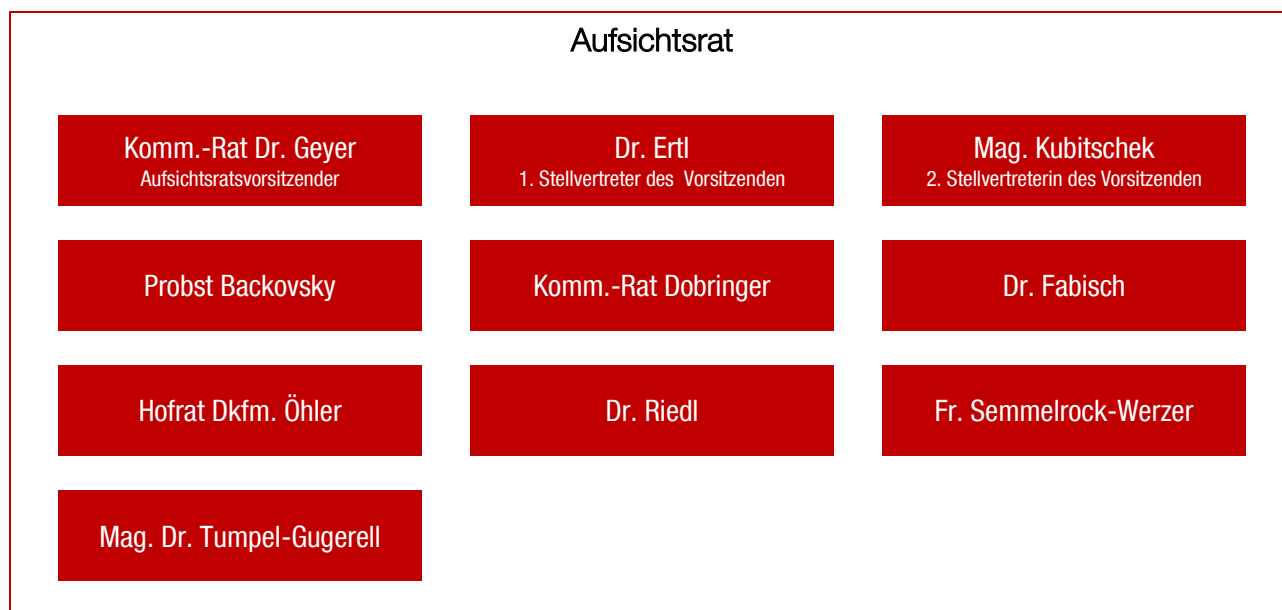 Aufsichtsrat
Komm.-Rat Dr. Geyer
Aufsichtsratsvorsitzender
Dr. Ertl
1. Stellvertreter des Vorsitzenden
Mag. Kubitschek
2. Stellvertreterin des Vorsitzenden
Probst Backovsky
Komm.-Rat Dobringer
Dr. Fabisch
Hofrat Dkfm. Öhler
Dr. Riedl
Fr. Semmelrock-Werzer
Mag. Dr. Tumpel-Gugerell